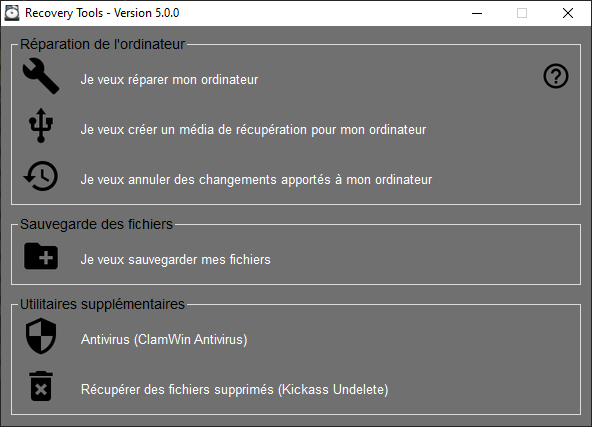 Recovery Tools - Version 5.0.0
Réparation de l'ordinateur
Je veux réparer mon ordinateur
Je veux créer un média de récupération pour mon ordinateur
Je veux annuler des changements apportés à mon ordinateur
Sauvegarde des fichiers
Je veux sauvegarder mes fichiers
Utilitaires supplémentaires
Antivirus (ClamWin Antivirus)
Récupérer des fichiers supprimés (Kickass Undelete)